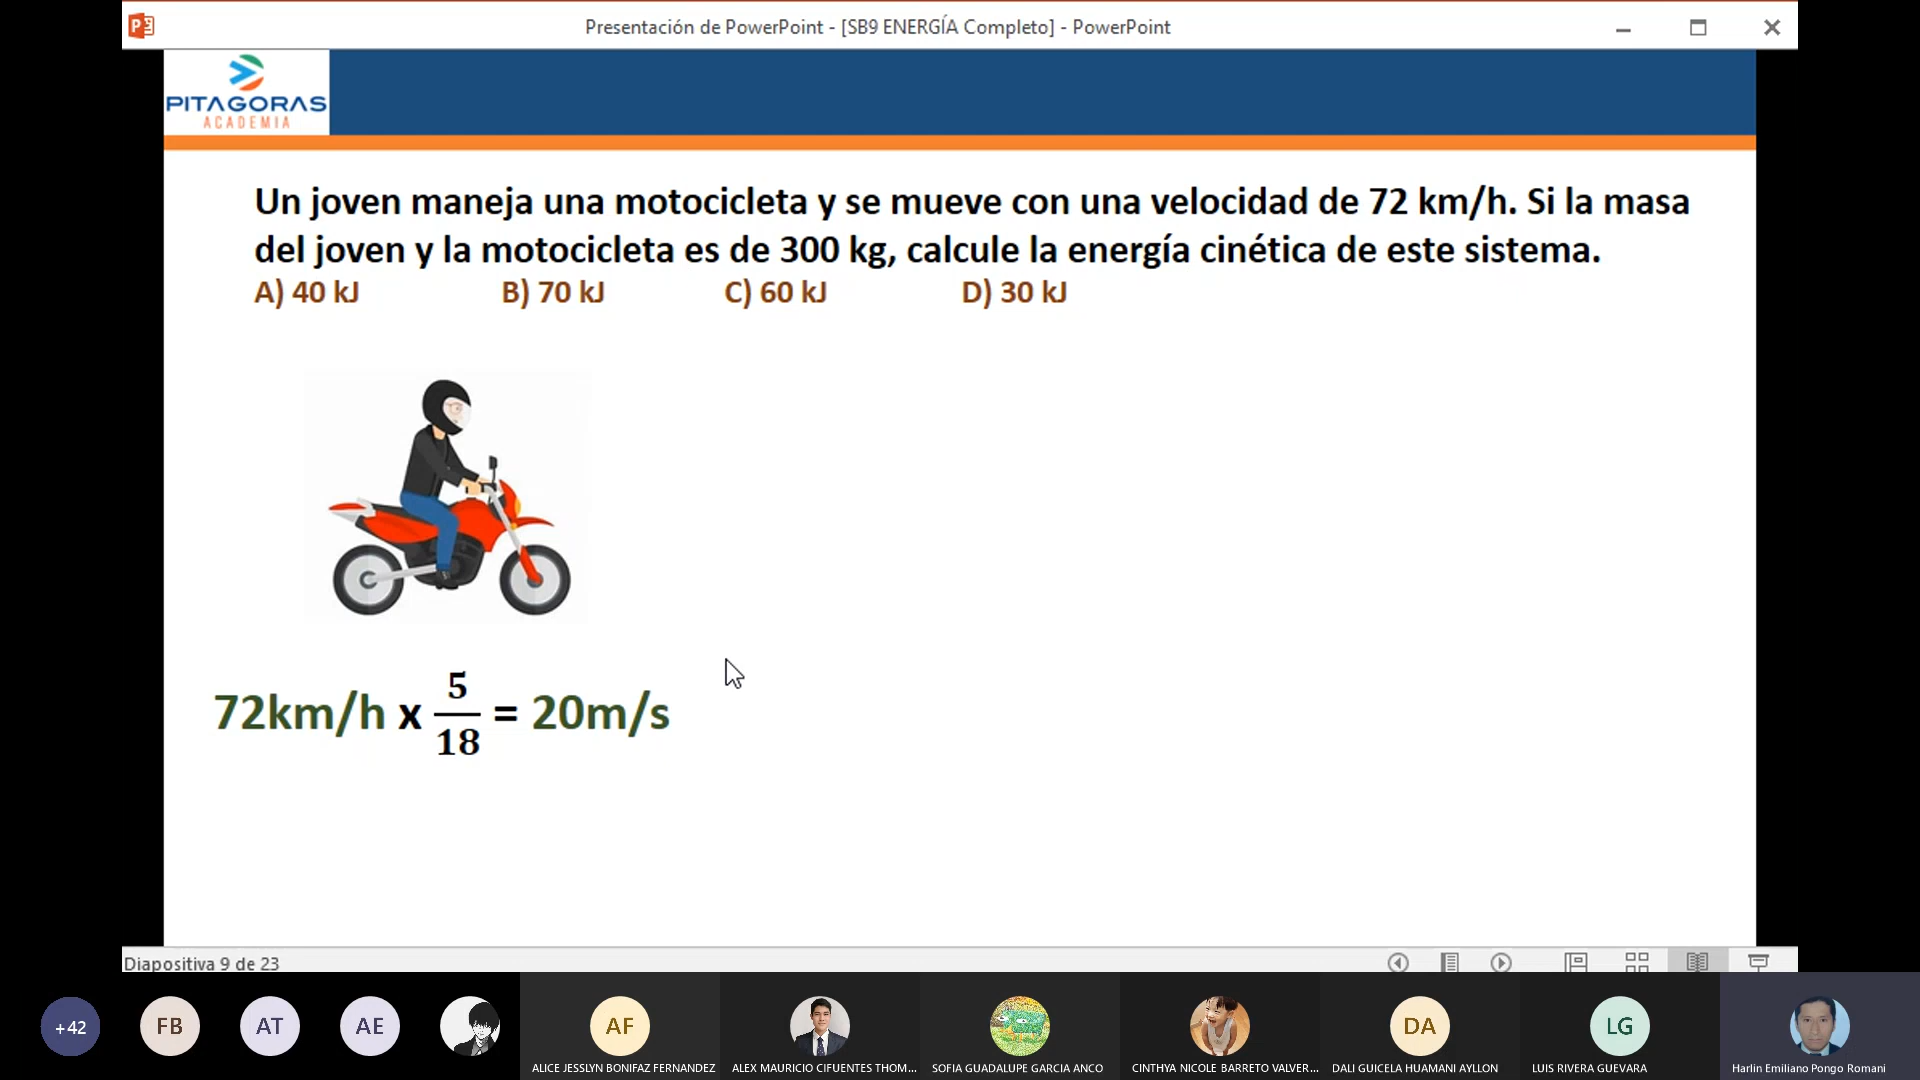 Presentación de PowerPoint - [SB9 ENERGÍA Completo] - PowerPoint
PITAGORAS
ACADEMIA
Un joven maneja una motocicleta y se mueve con una velocidad de 72 km/h. Si la masa
del joven y la motocicleta es de 300 kg, calcule la energía cinética de este sistema.
A) 40 kJ B) 70 kJ C) 60 kJ D) 30 kJ
72km/h x 5/18 = 20m/s
Diapositiva 9 de 23
+42 FB AT AE AF DA LG
ALICE JESSLYN BONIFAZ FERNANDEZ ALEX MAURICIO CIFUENTES THOM... SOFIA GUADALUPE GARCIA ANCO CINTHYA NICOLE BARRETO VALVER... DALI GUICELA HUAMANI AYLLON LUIS RIVERA GUEVARA Harlin Emiliano Pongo Romani